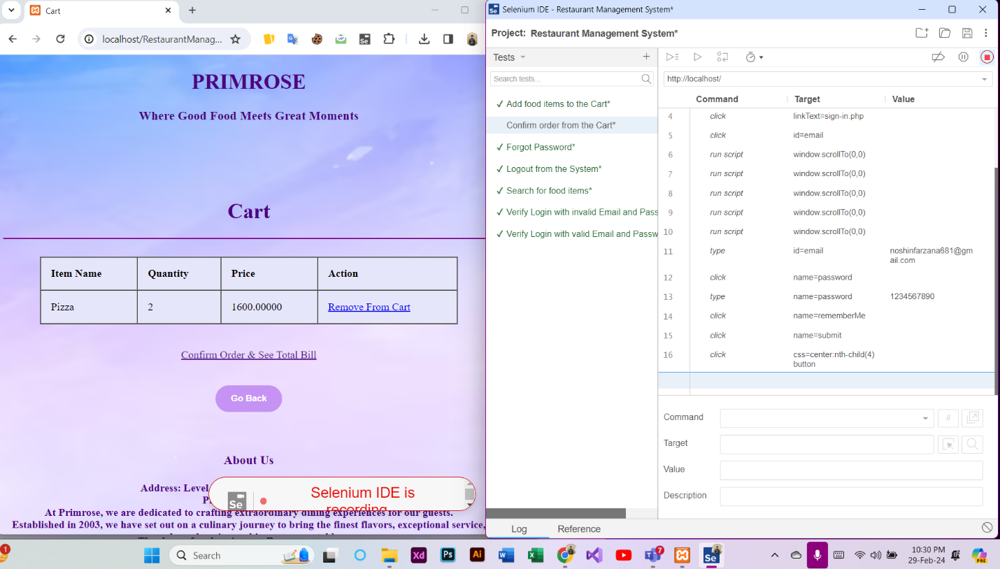 Cart
localhost/RestaurantManag...
PRIMROSE
Where Good Food Meets Great Moments
Cart
Item Name Quantity Price Action
Pizza 2 1600.00000 Remove From Cart
Confirm Order & See Total Bill
Go Back
About Us
Address: Level
At Primrose, we are dedicated to crafting extraordinary dining experiences for our guests.
Established in 2003, we have set out on a culinary journey to bring the finest flavors, exceptional service,
Se
Selenium IDE is
recording
Se Selenium IDE - Restaurant Management System*
Project: Restaurant Management System*
Tests
Search tests...
✓ Add food items to the Cart*
Confirm order from the Cart*
✓ Forgot Password*
✓ Logout from the System*
✓ Search for food items*
✓ Verify Login with invalid Email and Pass
✓ Verify Login with valid Email and Passw
http://localhost/
Command Target Value
4 click linkText=sign-in.php
5 click id=email
6 run script window.scrollTo(0,0)
7 run script window.scrollTo(0,0)
8 run script window.scrollTo(0,0)
9 run script window.scrollTo(0,0)
10 run script window.scrollTo(0,0)
11 type id=email noshinfarzana681@gm
ail.com
12 click name=password
13 type name=password 1234567890
14 click name=rememberMe
15 click name=submit
16 click css=center:nth-child(4)
button
Command
//
Target
Value
Description
Log Reference
1
Search
Xd
Ps
Ai
7
Se
10:30 PM
29-Feb-24
PRE